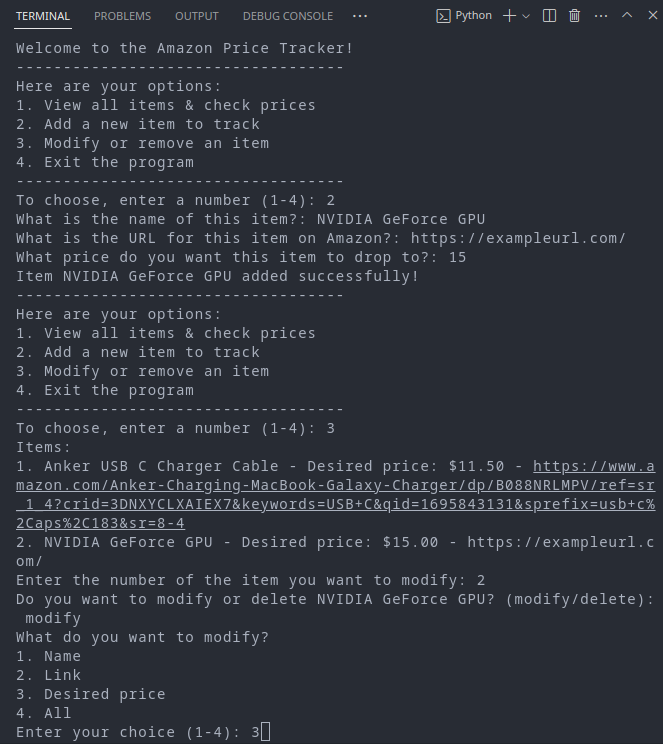 TERMINAL PROBLEMS OUTPUT DEBUG CONSOLE ··· Python
Welcome to the Amazon Price Tracker!
-----------------------------------
Here are your options:
1. View all items & check prices
2. Add a new item to track
3. Modify or remove an item
4. Exit the program
-----------------------------------
To choose, enter a number (1-4): 2
What is the name of this item?: NVIDIA GeForce GPU
What is the URL for this item on Amazon?: https://exampleurl.com/
What price do you want this item to drop to?: 15
Item NVIDIA GeForce GPU added successfully!
-----------------------------------
Here are your options:
1. View all items & check prices
2. Add a new item to track
3. Modify or remove an item
4. Exit the program
-----------------------------------
To choose, enter a number (1-4): 3
Items:
1. Anker USB C Charger Cable - Desired price: $11.50 - https://www.a
mazon.com/Anker-Charging-MacBook-Galaxy-Charger/dp/B088NRLMPV/ref=sr
_1_4?crid=3DNXYCLXAIEX7&keywords=USB+C&qid=1695843131&sprefix=usb+c%
2Caps%2C183&sr=8-4
2. NVIDIA GeForce GPU - Desired price: $15.00 - https://exampleurl.c
om/
Enter the number of the item you want to modify: 2
Do you want to modify or delete NVIDIA GeForce GPU? (modify/delete):
 modify
What do you want to modify?
1. Name
2. Link
3. Desired price
4. All
Enter your choice (1-4): 3